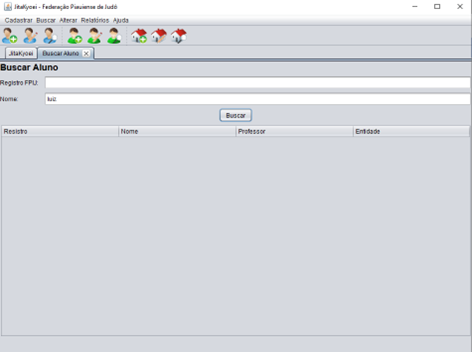 JitaKyoei - Federação Piauiense de Judô
Cadastrar Buscar Alterar Relatórios Ajuda
JitaKyoei Buscar Aluno
Buscar Aluno
Registro FPU:
Nome: luiz
Buscar
Registro Nome Professor Entidade